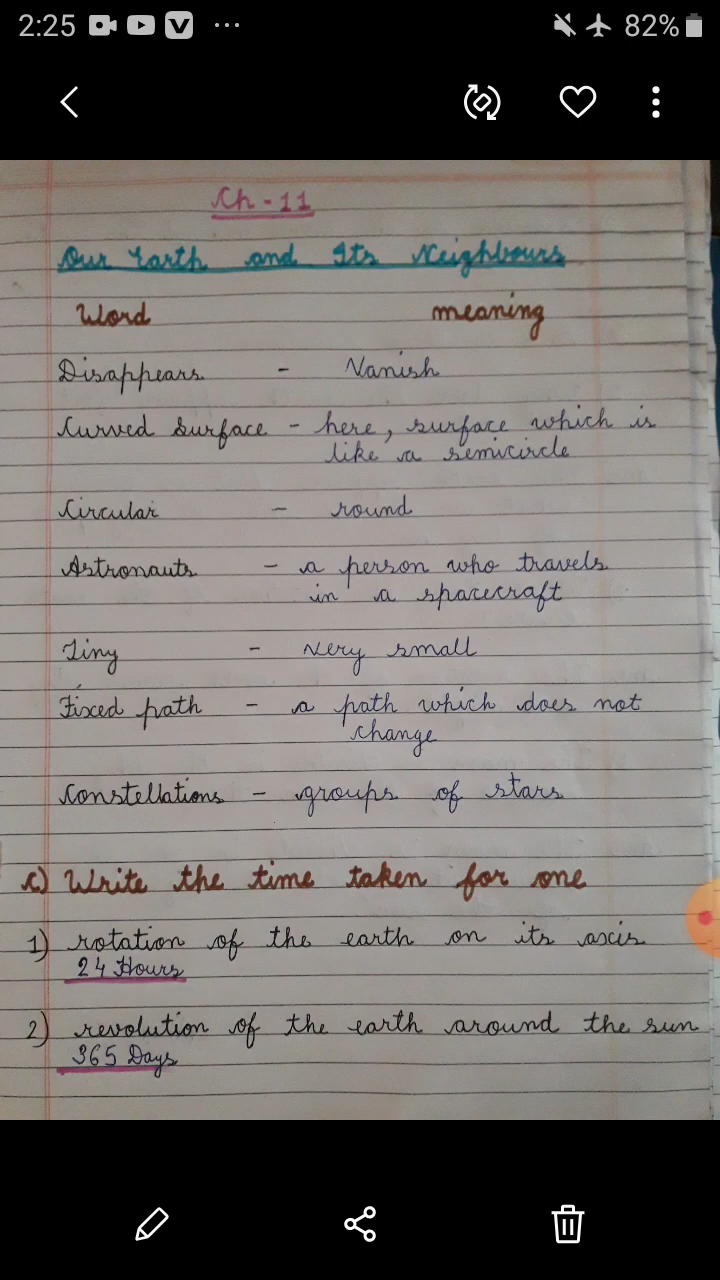 2:25
82%
Ch - 11
Our Earth and Its Neighbours
Word meaning
Disappears - Vanish
Curved Surface - here, surface which is
like a semicircle
Circular - round
Astronauts - a person who travels
in a spacecraft
Tiny - very small
Fixed path - a path which does not
change
Constellations - groups of stars
c) Write the time taken for one
1) rotation of the earth on its axis
24 Hours
2) revolution of the earth around the sun
365 Days